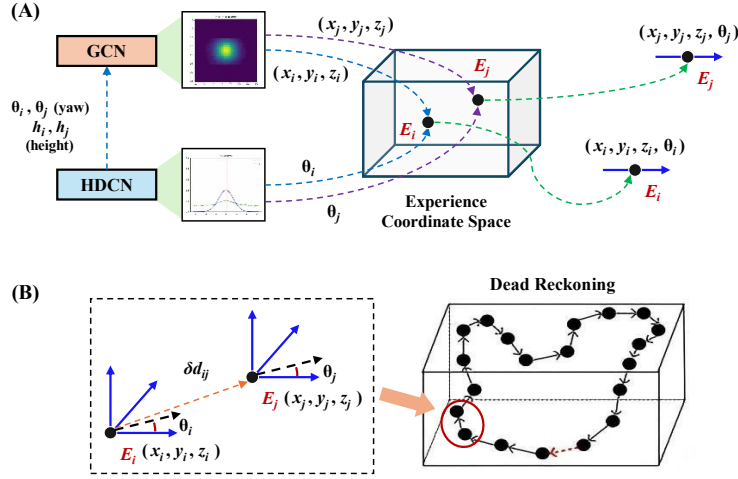 (A)
GCN
θi , θj (yaw)
hi , hj
(height)
HDCN
(xj, yj, zj)
(xi, yi, zi)
θi
θj
Ej
Ei
Experience
Coordinate Space
(xj, yj, zj, θj)
Ej
(xi, yi, zi, θi)
Ei
(B)
δdij
θj
Ej (xj, yj, zj)
θi
Ei (xi, yi, zi)
Dead Reckoning